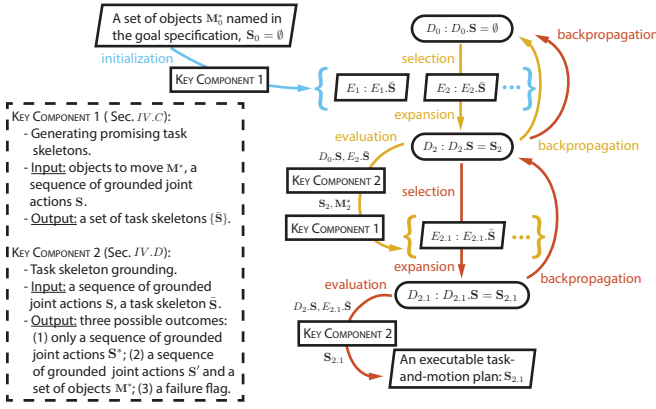 A set of objects M₀* named in
the goal specification, S₀ = ∅
initialization
KEY COMPONENT 1
E₁ : E₁.S̄
E₂ : E₂.S̄
...
D₀ : D₀.S = ∅
selection
expansion
backpropagation
backpropagation
evaluation
D₀.S, E₂.S̄
KEY COMPONENT 2
S₂, M₂*
KEY COMPONENT 1
D₂ : D₂.S = S₂
selection
E₂.₁ : E₂.₁.S̄
...
expansion
backpropagation
evaluation
D₂.S, E₂.₁.S̄
KEY COMPONENT 2
S₂.₁
D₂.₁ : D₂.₁.S = S₂.₁
An executable task-
and-motion plan: S₂.₁
KEY COMPONENT 1 ( Sec. IV.C):
- Generating promising task
skeletons.
- Input: objects to move M*, a
sequence of grounded joint
actions S.
- Output: a set of task skeletons {S̄}.
KEY COMPONENT 2 (Sec. IV.D):
- Task skeleton grounding.
- Input: a sequence of grounded
joint actions S, a task skeleton S̄.
- Output: three possible outcomes:
(1) only a sequence of grounded
joint actions S*; (2) a sequence
of grounded joint actions S′ and a
set of objects M*; (3) a failure flag.